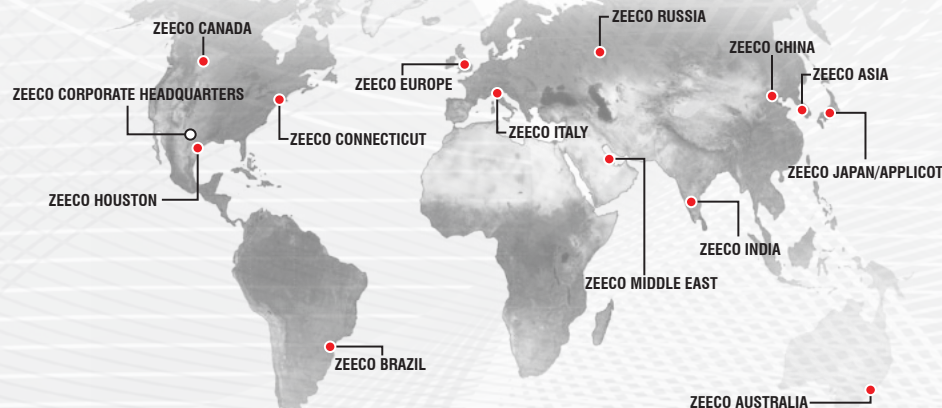 ZEECO RUSSIA
ZEECO CANADA
ZEECO CHINA
ZEECO ASIA
ZEECO EUROPE
ZEECO CORPORATE HEADQUARTERS
ZEECO ITALY
ZEECO CONNECTICUT
ZEECO JAPAN/APPLICOT
ZEECO HOUSTON
ZEECO INDIA
ZEECO MIDDLE EAST
ZEECO BRAZIL
ZEECO AUSTRALIA